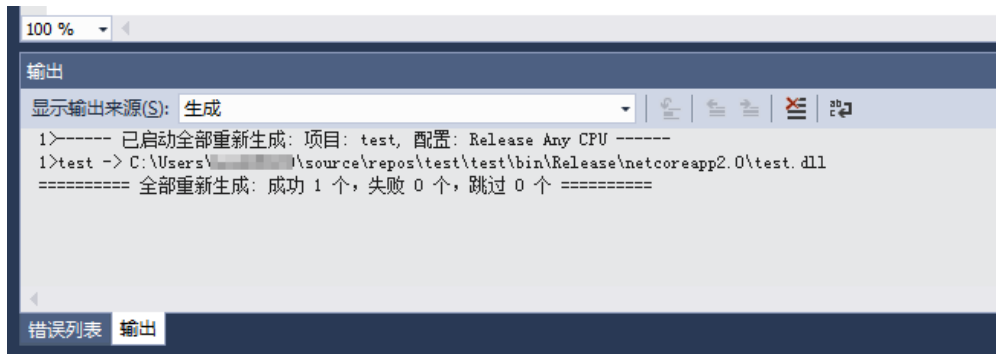 100 %
输出
显示输出来源(S): 生成
1>------ 已启动全部重新生成: 项目: test, 配置: Release Any CPU ------
1>test -> C:\Users\ \source\repos\test\test\bin\Release\netcoreapp2.0\test.dll
========== 全部重新生成: 成功 1 个，失败 0 个，跳过 0 个 ==========
错误列表 输出